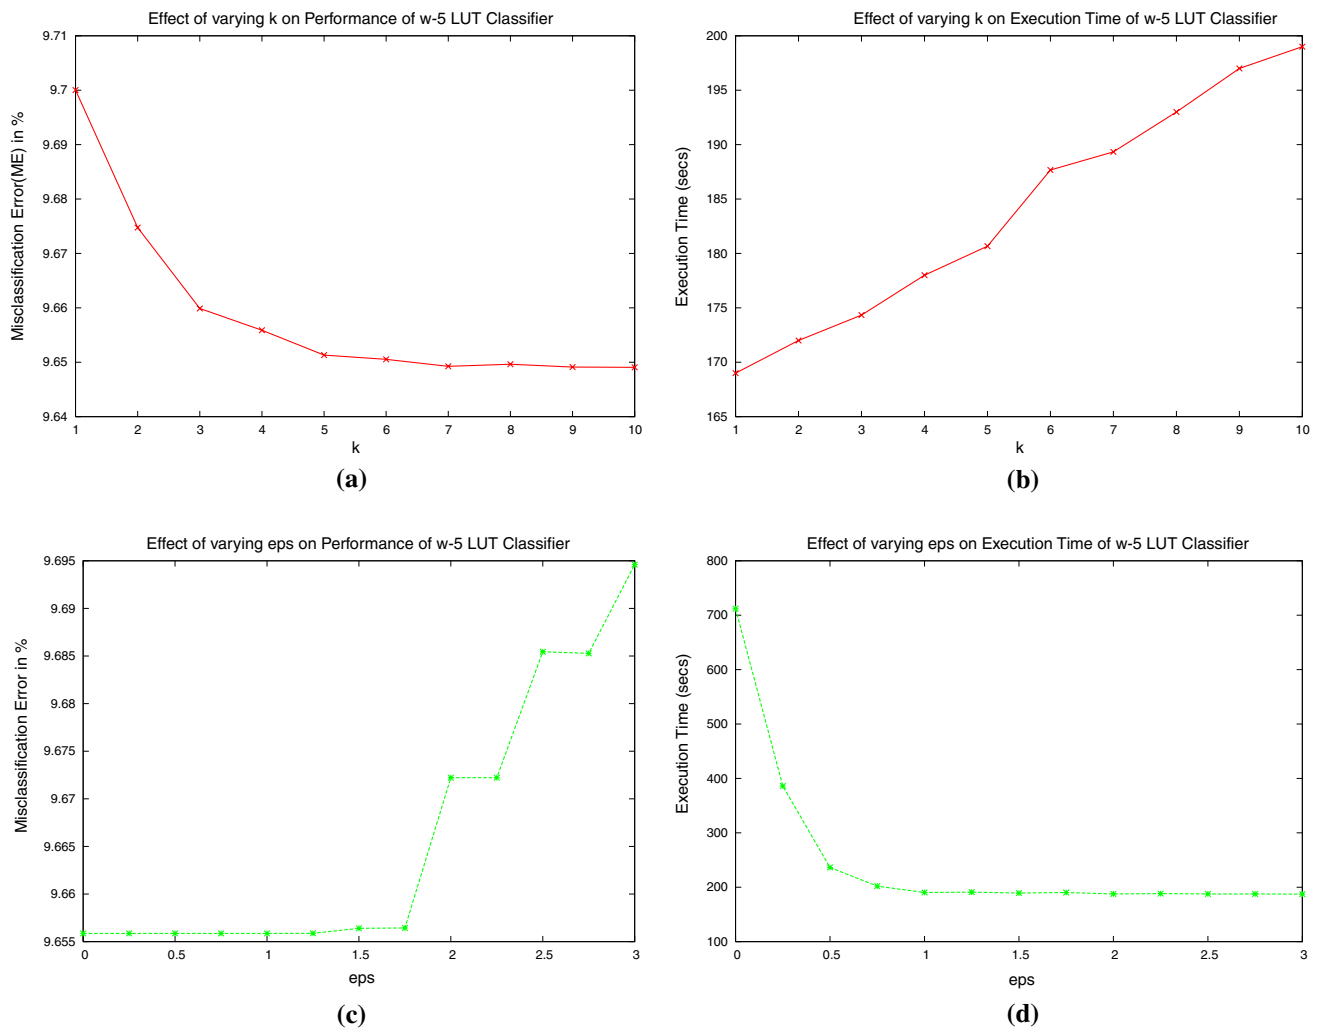 Effect of varying k on Performance of w-5 LUT Classifier
9.71
9.7
9.69
9.68
9.67
9.66
9.65
9.64
Misclassification Error(ME) in %
1 2 3 4 5 6 7 8 9 10
k
(a)
Effect of varying k on Execution Time of w-5 LUT Classifier
200
195
190
185
180
175
170
165
Execution Time (secs)
1 2 3 4 5 6 7 8 9 10
k
(b)
Effect of varying eps on Performance of w-5 LUT Classifier
9.695
9.69
9.685
9.68
9.675
9.67
9.665
9.66
9.655
Misclassification Error in %
0 0.5 1 1.5 2 2.5 3
eps
(c)
Effect of varying eps on Execution Time of w-5 LUT Classifier
800
700
600
500
400
300
200
100
Execution Time (secs)
0 0.5 1 1.5 2 2.5 3
eps
(d)